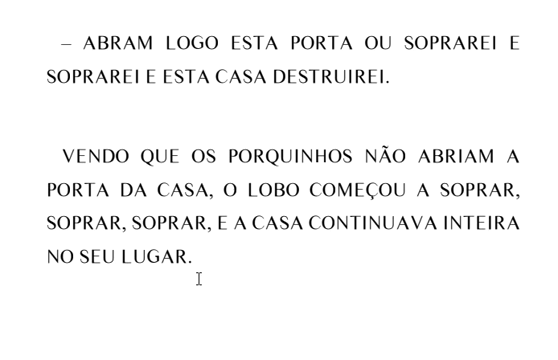 – ABRAM LOGO ESTA PORTA OU SOPRAREI E
SOPRAREI E ESTA CASA DESTRUIREI.
VENDO QUE OS PORQUINHOS NÃO ABRIAM A
PORTA DA CASA, O LOBO COMEÇOU A SOPRAR,
SOPRAR, SOPRAR, E A CASA CONTINUAVA INTEIRA
NO SEU LUGAR.